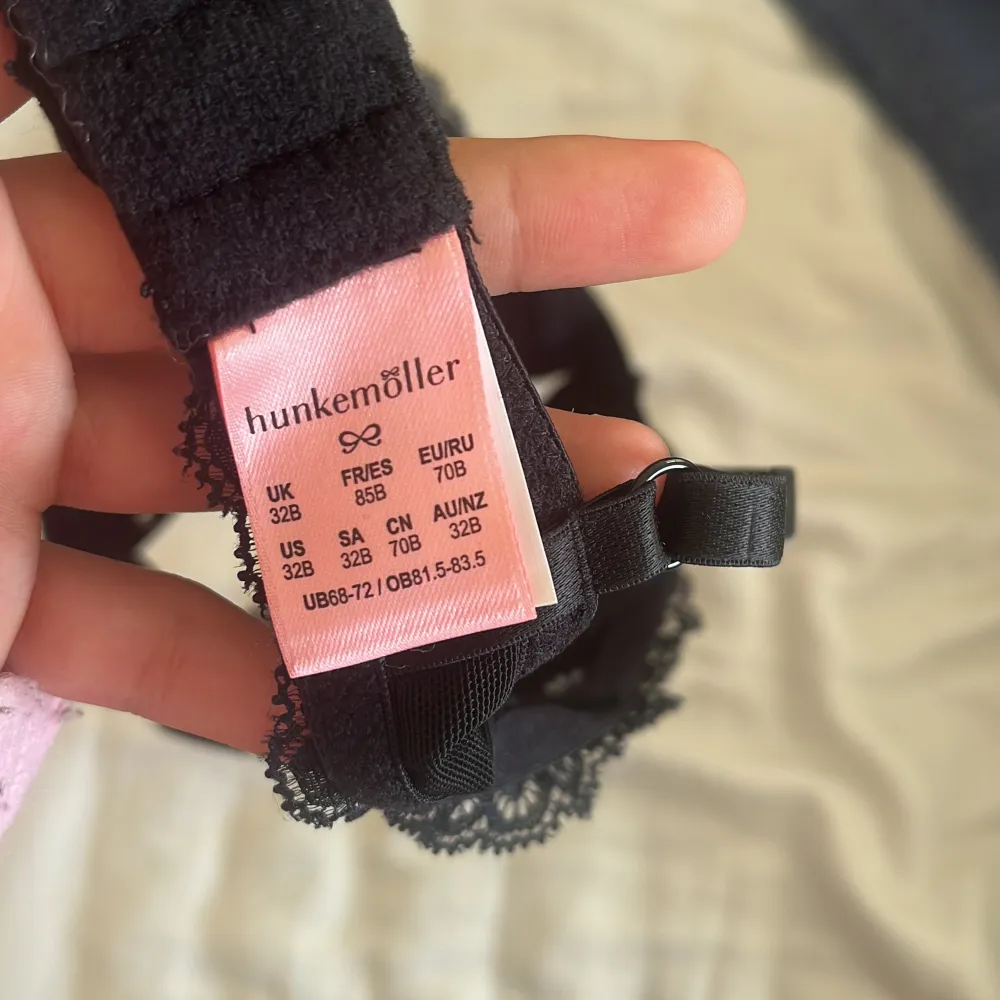 hunkemöller
UK FR/ES EU/RU
32B 85B 70B
US SA CN AU/NZ
32B 32B 70B 32B
UB68-72 / OB81.5-83.5